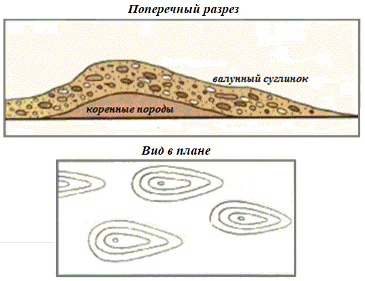 Поперечный разрез
валунный суглинок
коренные породы
Вид в плане